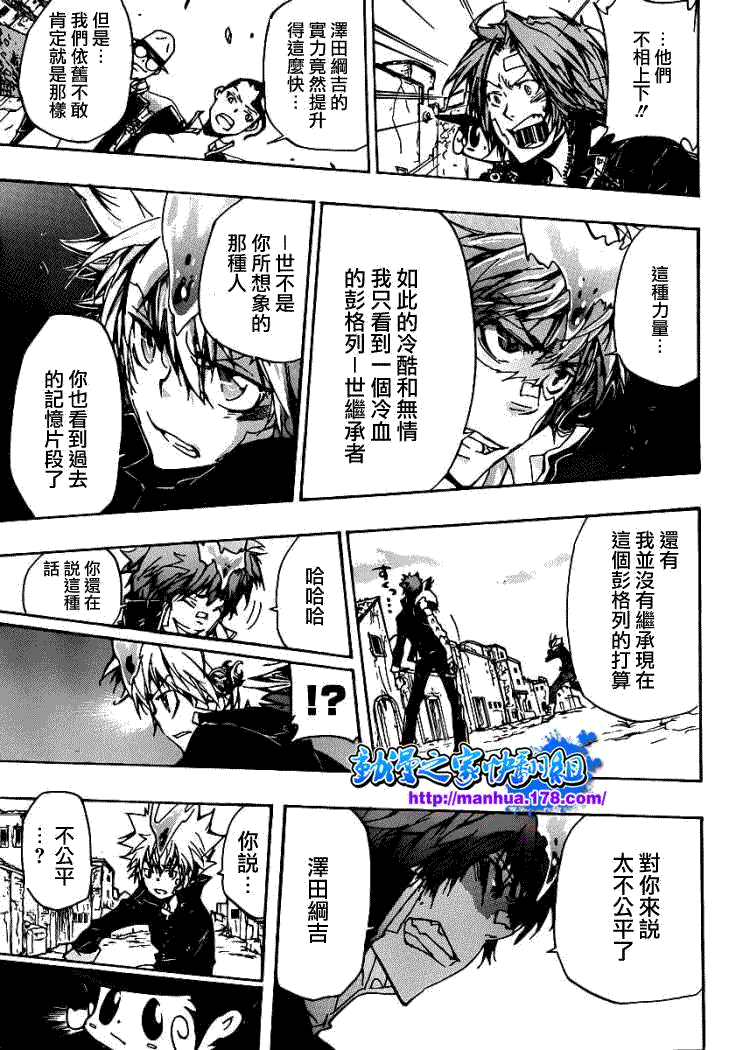 …他們
不相上下!!
澤田綱吉的
實力竟然提升
得這麼快…
但是…
我們依舊不敢
肯定就是那樣
這種力量…
如此的冷酷和無情
我只看到一個冷血
的彭格列一世繼承者
一世不是
你所想象的
那種人
你也看到過去
的記憶片段了
還有
我並沒有繼承現在
這個彭格列的打算
すっ…
哈哈哈
你還在
說這種
話
!?
動漫之家快翻組
http://manhua.178.com/
對你來說
太不公平了
澤田綱吉
你說…
不公平
…?